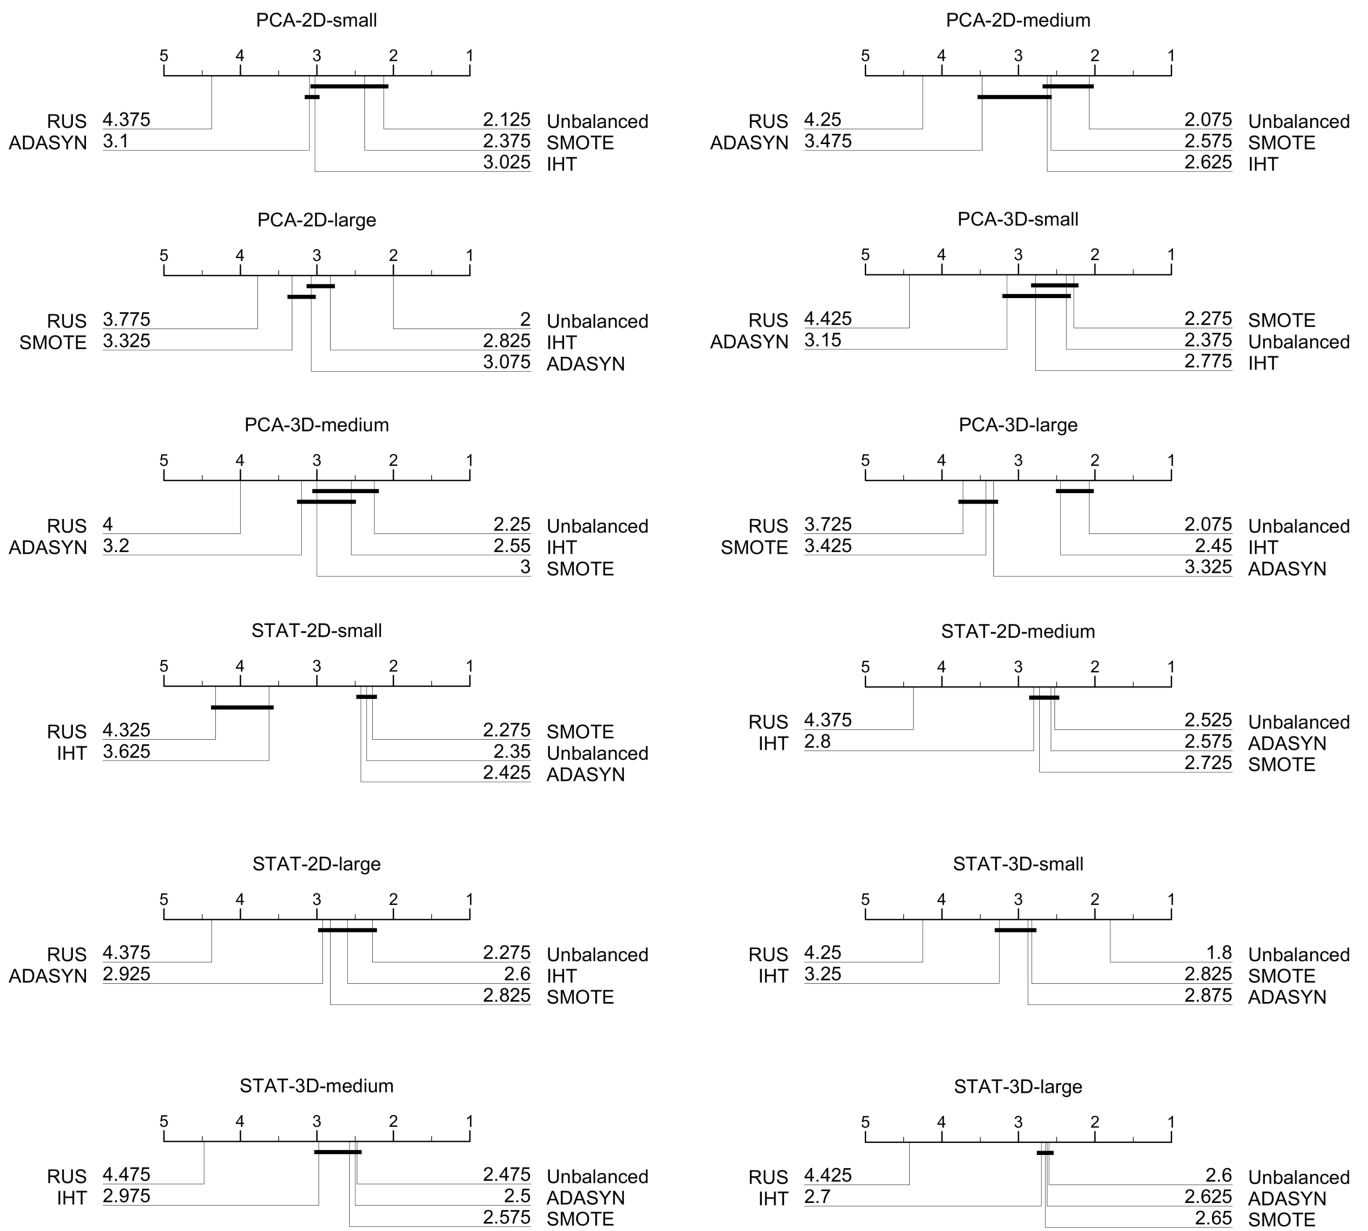 PCA-2D-small
5 4 3 2 1
RUS 4.375 2.125 Unbalanced
ADASYN 3.1 2.375 SMOTE
3.025 IHT
PCA-2D-medium
5 4 3 2 1
RUS 4.25 2.075 Unbalanced
ADASYN 3.475 2.575 SMOTE
2.625 IHT
PCA-2D-large
5 4 3 2 1
RUS 3.775 2 Unbalanced
SMOTE 3.325 2.825 IHT
3.075 ADASYN
PCA-3D-small
5 4 3 2 1
RUS 4.425 2.275 SMOTE
ADASYN 3.15 2.375 Unbalanced
2.775 IHT
PCA-3D-medium
5 4 3 2 1
RUS 4 2.25 Unbalanced
ADASYN 3.2 2.55 IHT
3 SMOTE
PCA-3D-large
5 4 3 2 1
RUS 3.725 2.075 Unbalanced
SMOTE 3.425 2.45 IHT
3.325 ADASYN
STAT-2D-small
5 4 3 2 1
RUS 4.325 2.275 SMOTE
IHT 3.625 2.35 Unbalanced
2.425 ADASYN
STAT-2D-medium
5 4 3 2 1
RUS 4.375 2.525 Unbalanced
IHT 2.8 2.575 ADASYN
2.725 SMOTE
STAT-2D-large
5 4 3 2 1
RUS 4.375 2.275 Unbalanced
ADASYN 2.925 2.6 IHT
2.825 SMOTE
STAT-3D-small
5 4 3 2 1
RUS 4.25 1.8 Unbalanced
IHT 3.25 2.825 SMOTE
2.875 ADASYN
STAT-3D-medium
5 4 3 2 1
RUS 4.475 2.475 Unbalanced
IHT 2.975 2.5 ADASYN
2.575 SMOTE
STAT-3D-large
5 4 3 2 1
RUS 4.425 2.6 Unbalanced
IHT 2.7 2.625 ADASYN
2.65 SMOTE